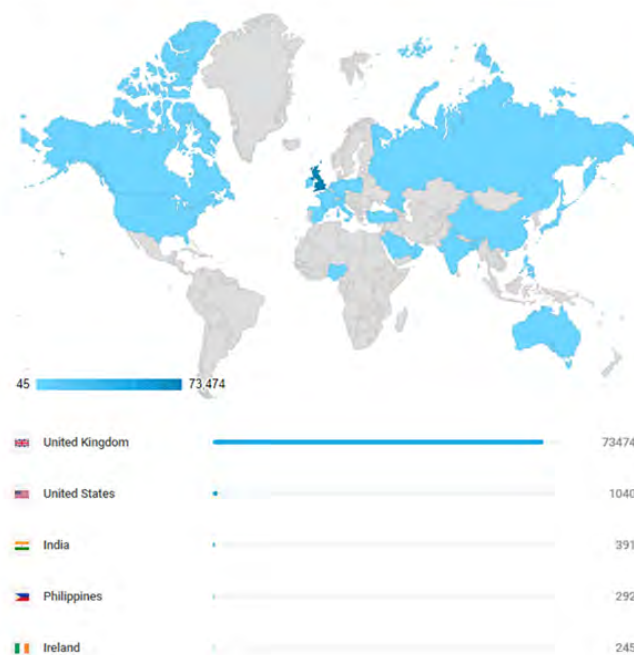 45 73,474
United Kingdom 73474
United States 1040
India 391
Philippines 292
Ireland 245